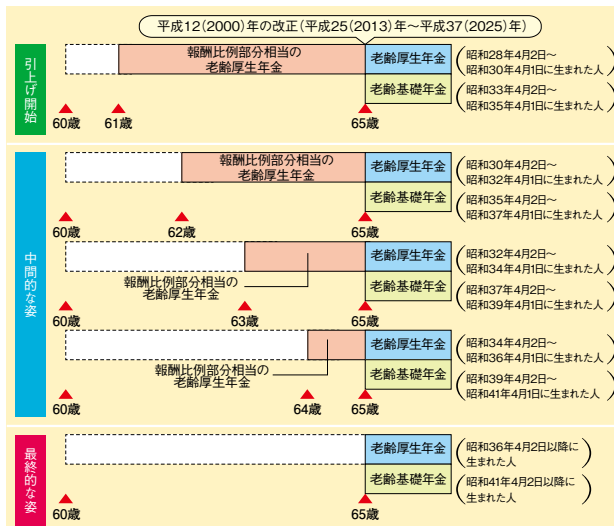 平成12(2000)年の改正(平成25(2013)年〜平成37(2025)年)
引上げ開始
報酬比例部分相当の
老齢厚生年金
老齢厚生年金
老齢基礎年金
(昭和28年4月2日〜
昭和30年4月1日に生まれた人)
(昭和33年4月2日〜
昭和35年4月1日に生まれた人)
60歳
61歳
65歳
中間的な姿
報酬比例部分相当の
老齢厚生年金
老齢厚生年金
老齢基礎年金
(昭和30年4月2日〜
昭和32年4月1日に生まれた人)
(昭和35年4月2日〜
昭和37年4月1日に生まれた人)
60歳
62歳
65歳
報酬比例部分相当の
老齢厚生年金
老齢厚生年金
老齢基礎年金
(昭和32年4月2日〜
昭和34年4月1日に生まれた人)
(昭和37年4月2日〜
昭和39年4月1日に生まれた人)
60歳
63歳
65歳
報酬比例部分相当の
老齢厚生年金
老齢厚生年金
老齢基礎年金
(昭和34年4月2日〜
昭和36年4月1日に生まれた人)
(昭和39年4月2日〜
昭和41年4月1日に生まれた人)
60歳
64歳
65歳
最終的な姿
老齢厚生年金
老齢基礎年金
(昭和36年4月2日以降に
生まれた人)
(昭和41年4月2日以降に
生まれた人)
60歳
65歳